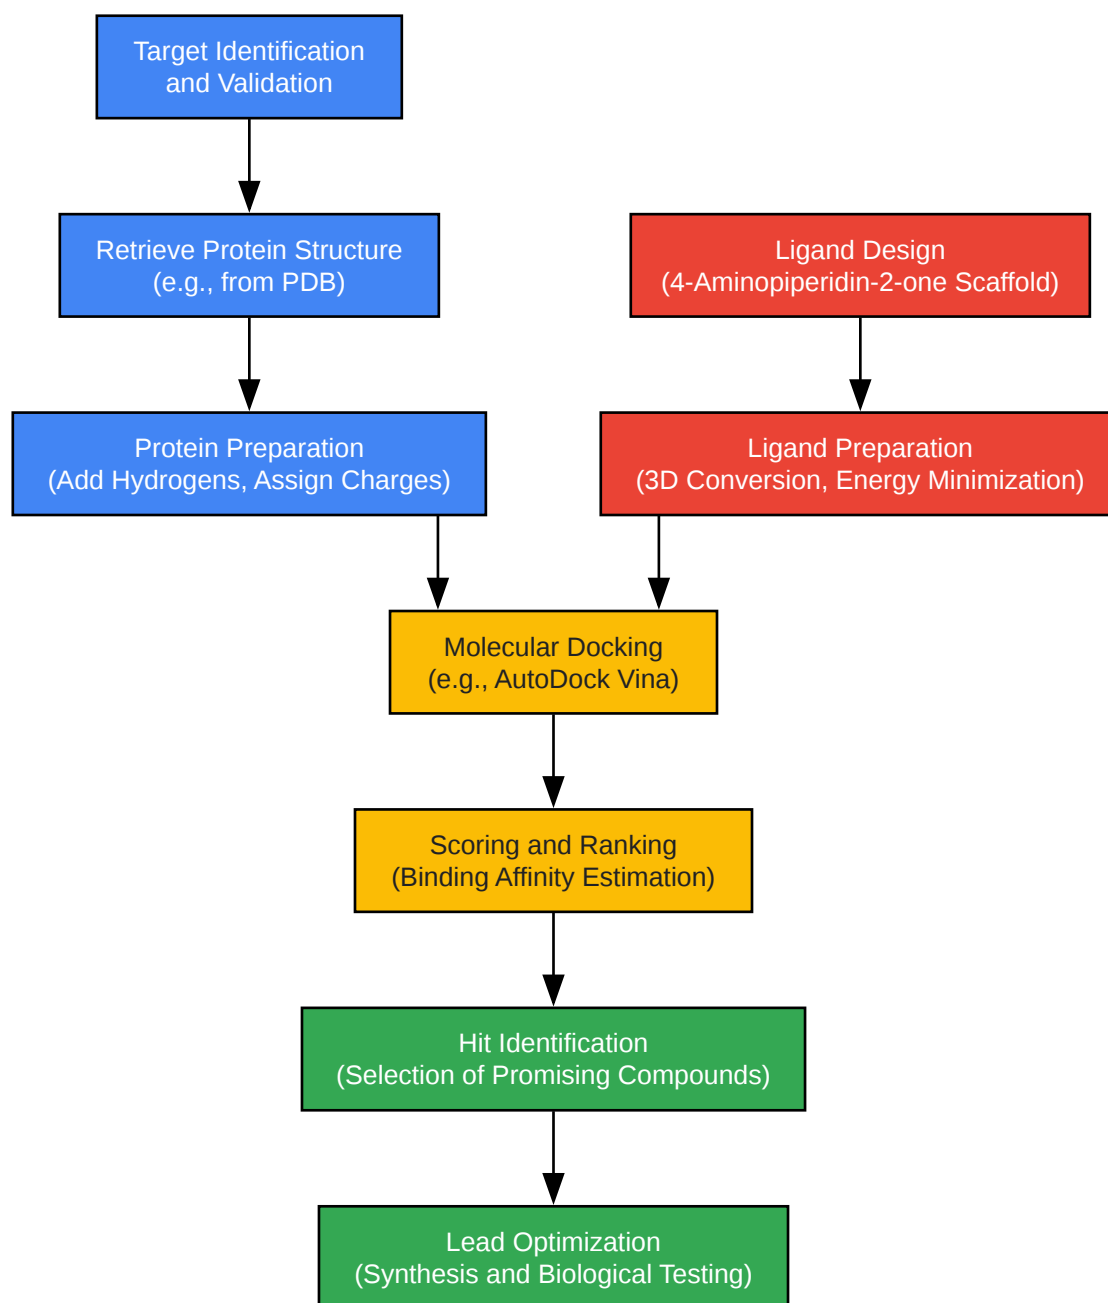 Target Identification
and Validation
Retrieve Protein Structure
(e.g., from PDB)
Ligand Design
(4-Aminopiperidin-2-one Scaffold)
Protein Preparation
(Add Hydrogens, Assign Charges)
Ligand Preparation
(3D Conversion, Energy Minimization)
Molecular Docking
(e.g., AutoDock Vina)
Scoring and Ranking
(Binding Affinity Estimation)
Hit Identification
(Selection of Promising Compounds)
Lead Optimization
(Synthesis and Biological Testing)